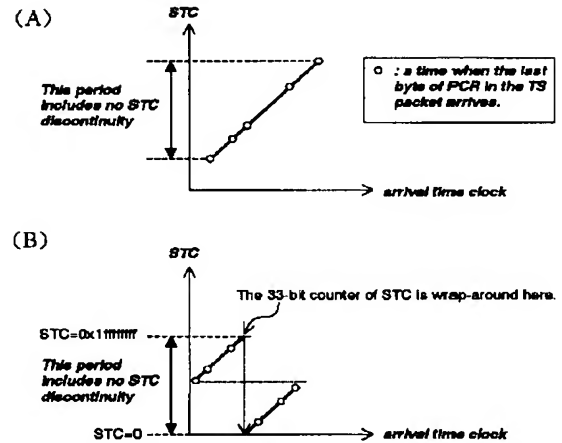 (A)
STC
This period
includes no STC
discontinuity
o : a time when the last
byte of PCR in the TS
packet arrives.
arrival time clock
(B)
STC
The 33-bit counter of STC is wrap-around here.
STC=0x1ffffffff
This period
includes no STC
discontinuity
STC=0
arrival time clock